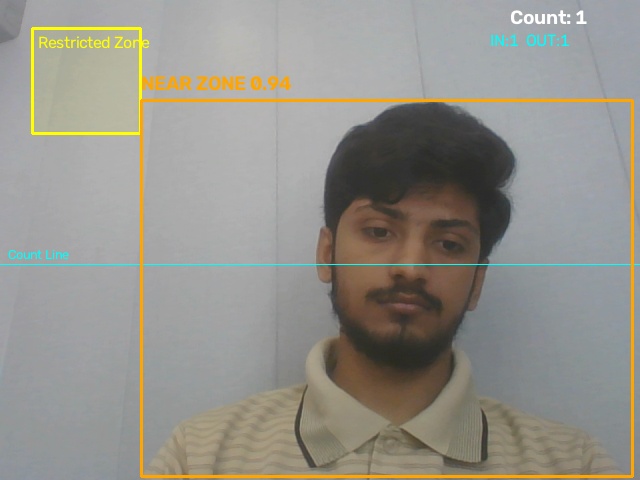 Count: 1
IN:1 OUT:1
Restricted Zone
NEAR ZONE 0.94
Count Line